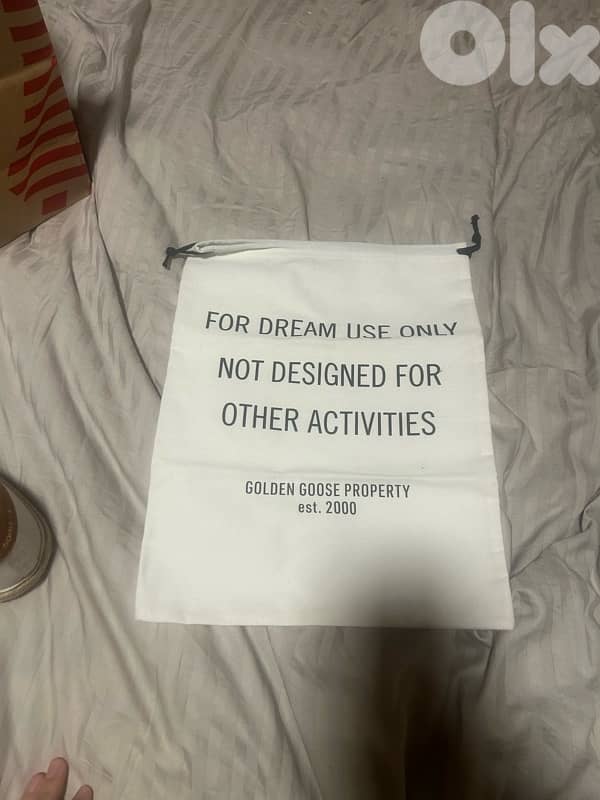 Olx
FOR DREAM USE ONLY
NOT DESIGNED FOR
OTHER ACTIVITIES
GOLDEN GOOSE PROPERTY
est. 2000